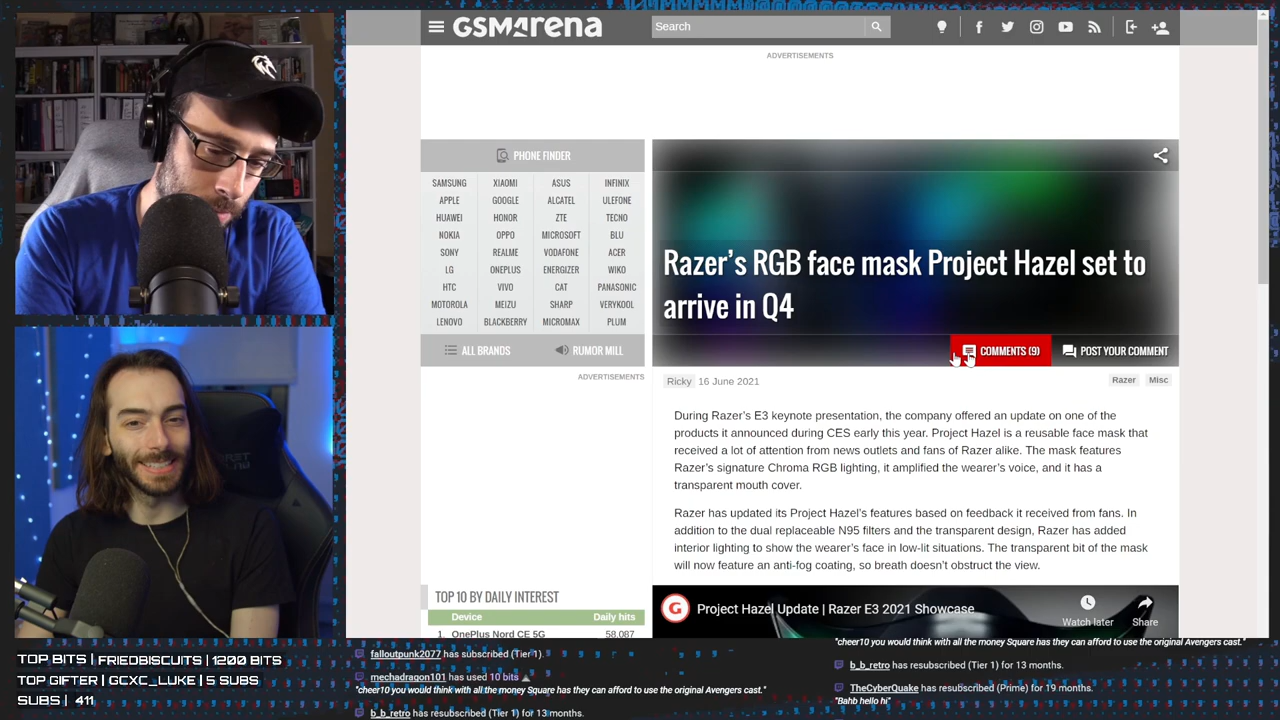 GSMArena
Search
ADVERTISEMENTS
PHONE FINDER
SAMSUNG XIAOMI ASUS INFINIX
APPLE GOOGLE ALCATEL ULEFONE
HUAWEI HONOR ZTE TECNO
NOKIA OPPO MICROSOFT BLU
SONY REALME VODAFONE ACER
LG ONEPLUS ENERGIZER WIKO
HTC VIVO CAT PANASONIC
MOTOROLA MEIZU SHARP VERYKOOL
LENOVO BLACKBERRY MICROMAX PLUM
ALL BRANDS RUMOR MILL
ADVERTISEMENTS
Razer's RGB face mask Project Hazel set to
arrive in Q4
COMMENTS (9) POST YOUR COMMENT
Ricky 16 June 2021 Razer Misc
During Razer's E3 keynote presentation, the company offered an update on one of the
products it announced during CES early this year. Project Hazel is a reusable face mask that
received a lot of attention from news outlets and fans of Razer alike. The mask features
Razer's signature Chroma RGB lighting, it amplified the wearer's voice, and it has a
transparent mouth cover.
Razer has updated its Project Hazel's features based on feedback it received from fans. In
addition to the dual replaceable N95 filters and the transparent design, Razer has added
interior lighting to show the wearer's face in low-lit situations. The transparent bit of the mask
will now feature an anti-fog coating, so breath doesn't obstruct the view.
TOP 10 BY DAILY INTEREST
Device Daily hits
1. OnePlus Nord CE 5G 58,087
G
Project Hazel Update | Razer E3 2021 Showcase
Watch later Share
TOP BITS | FRIEDBISCUITS | 1200 BITS
TOP GIFTER | GCXC_LUKE | 5 SUBS
SUBS | 411
falloutpunk2077 has subscribed (Tier 1).
mechadragon101 has used 10 bits
"cheer10 you would think with all the money Square has they can afford to use the original Avengers cast."
b_b_retro has resubscribed (Tier 1) for 13 months.
"cheer10 you would think with all the money Square has they can afford to use the original Avengers cast."
b_b_retro has resubscribed (Tier 1) for 13 months.
TheCyberQuake has resubscribed (Prime) for 19 months.
"Bahb hello hi"